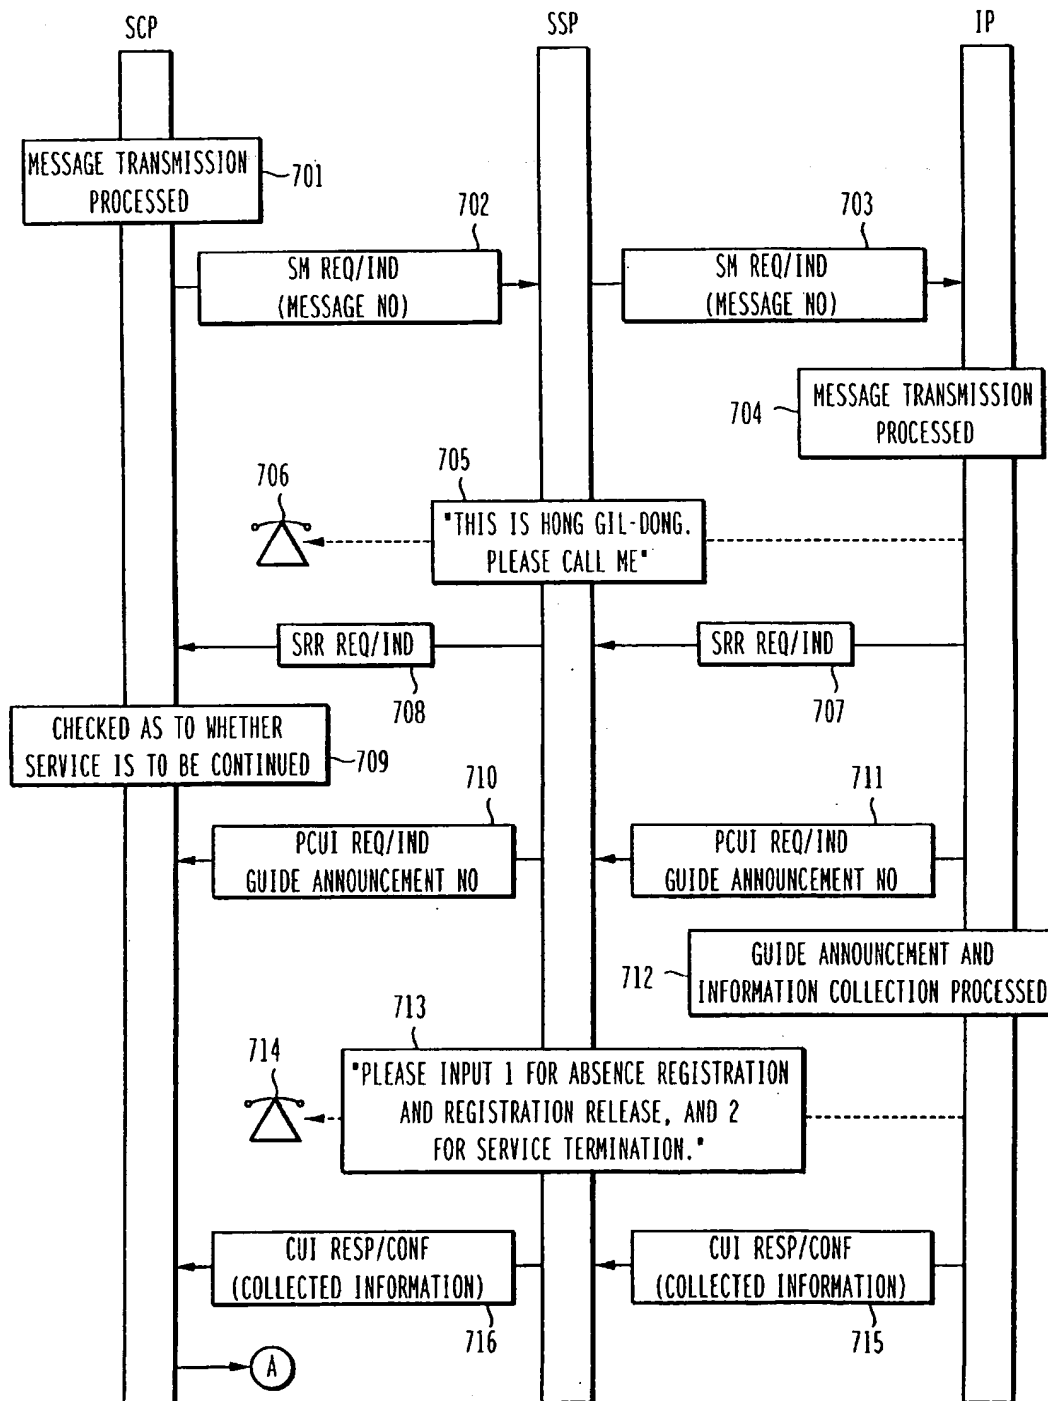 SCP
SSP
IP
MESSAGE TRANSMISSION
PROCESSED
701
702
703
SM REQ/IND
(MESSAGE NO)
SM REQ/IND
(MESSAGE NO)
704
MESSAGE TRANSMISSION
PROCESSED
705
706
"THIS IS HONG GIL-DONG.
PLEASE CALL ME"
SRR REQ/IND
SRR REQ/IND
708
707
CHECKED AS TO WHETHER
SERVICE IS TO BE CONTINUED
709
710
711
PCUI REQ/IND
GUIDE ANNOUNCEMENT NO
PCUI REQ/IND
GUIDE ANNOUNCEMENT NO
712
GUIDE ANNOUNCEMENT AND
INFORMATION COLLECTION PROCESSED
713
714
"PLEASE INPUT 1 FOR ABSENCE REGISTRATION
AND REGISTRATION RELEASE, AND 2
FOR SERVICE TERMINATION."
CUI RESP/CONF
(COLLECTED INFORMATION)
CUI RESP/CONF
(COLLECTED INFORMATION)
716
715
A